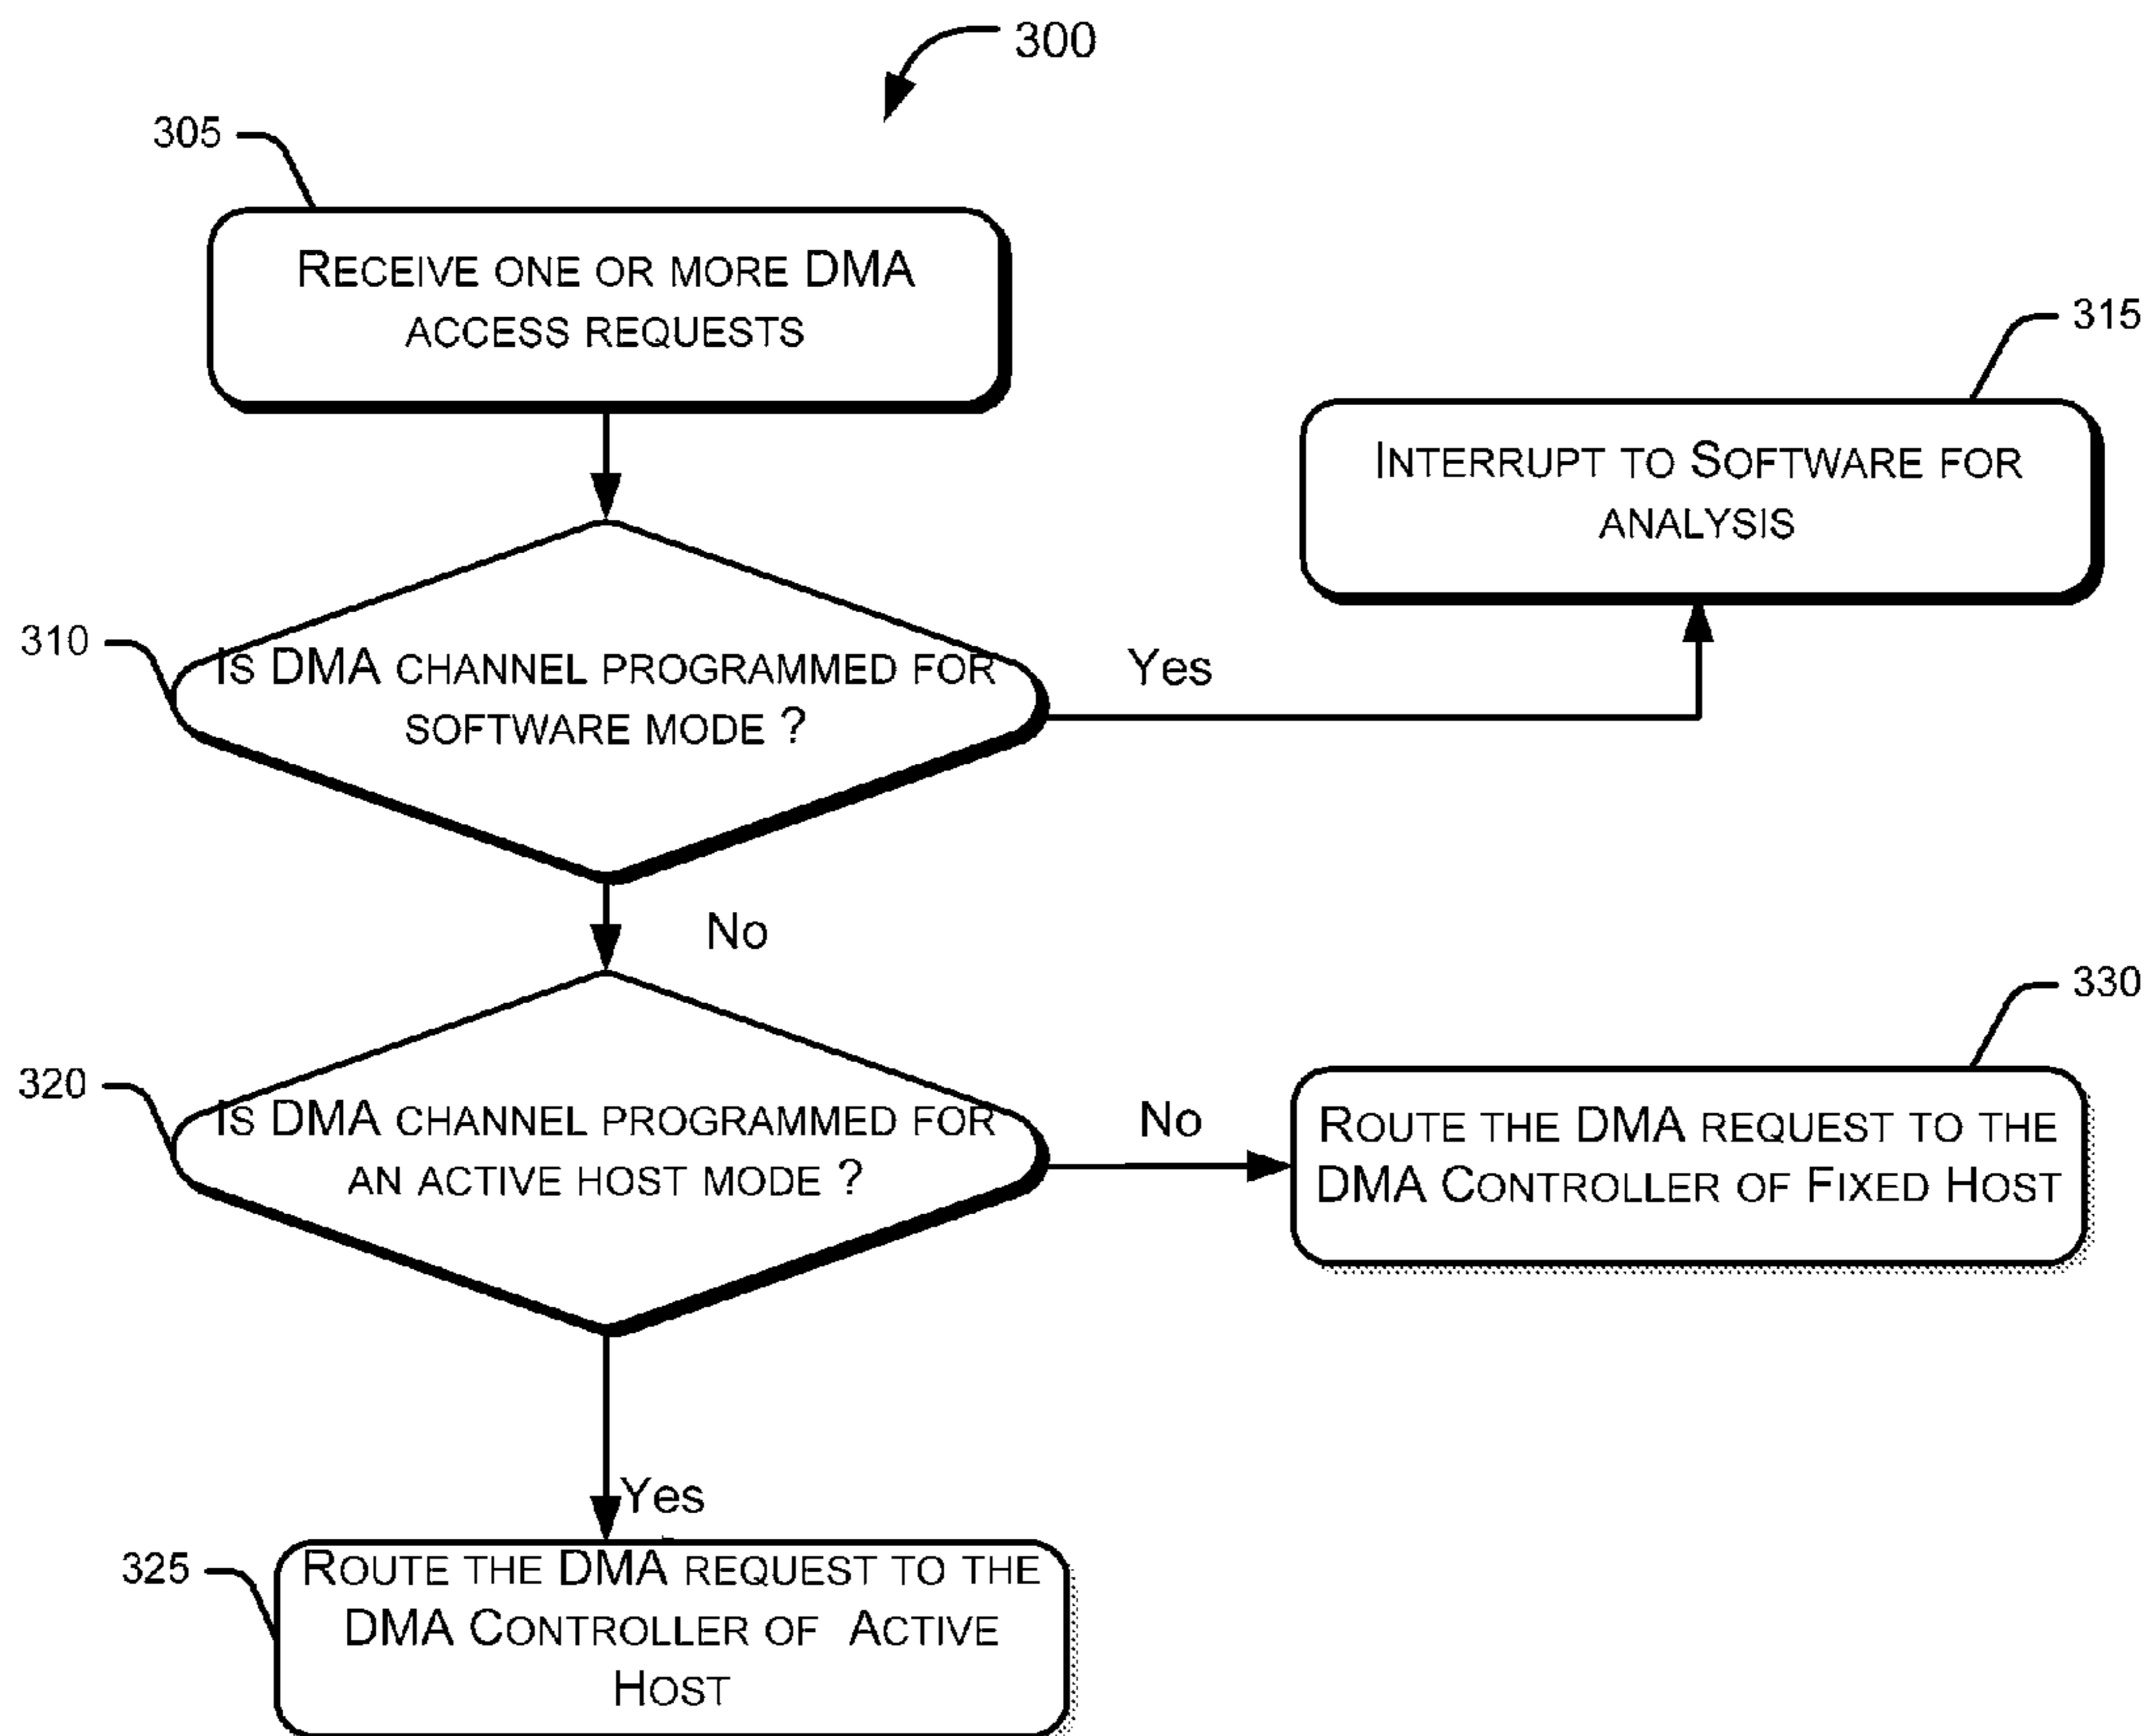 300
305
RECEIVE ONE OR MORE DMA
ACCESS REQUESTS
315
INTERRUPT TO SOFTWARE FOR
ANALYSIS
310
IS DMA CHANNEL PROGRAMMED FOR
SOFTWARE MODE ?
Yes
No
320
IS DMA CHANNEL PROGRAMMED FOR
AN ACTIVE HOST MODE ?
No
330
ROUTE THE DMA REQUEST TO THE
DMA CONTROLLER OF FIXED HOST
Yes
325
ROUTE THE DMA REQUEST TO THE
DMA CONTROLLER OF ACTIVE
HOST